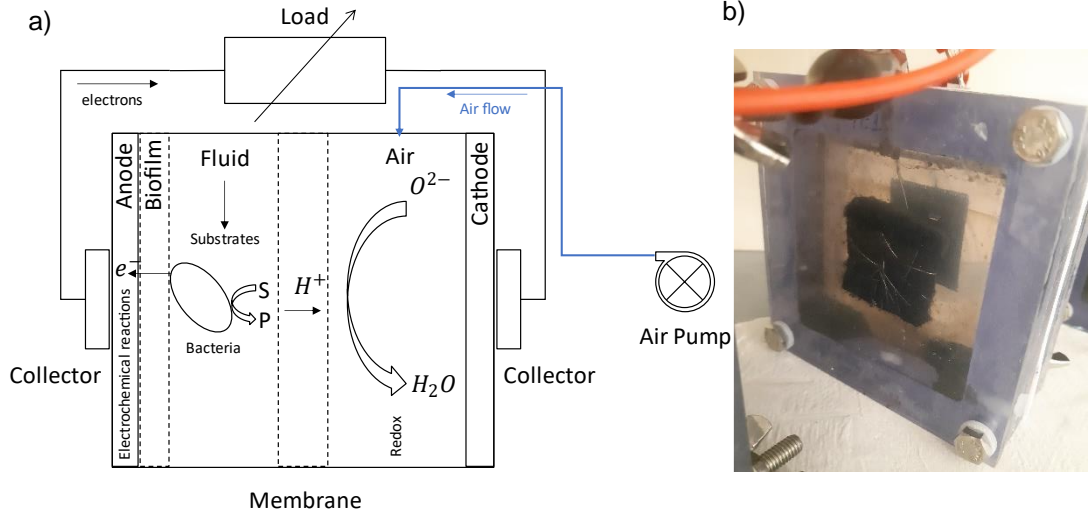 a)
b)
Load
electrons
Air flow
Anode
Biofilm
Fluid
Air
Cathode
O²⁻
Substrates
e⁻
H⁺
S
P
Bacteria
Electrochemical reactions
Collector
H₂O
Redox
Collector
Air Pump
Membrane